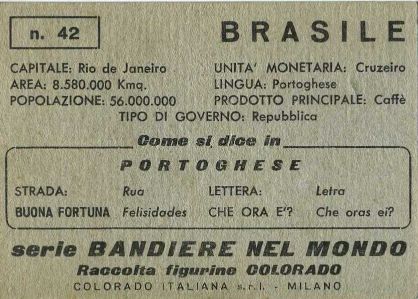 n. 42
BRASILE
CAPITALE: Rio de Janeiro
UNITA' MONETARIA: Cruzeiro
AREA: 8.580.000 Kmq.
LINGUA: Portoghese
POPOLAZIONE: 56.000.000
PRODOTTO PRINCIPALE: Caffè
TIPO DI GOVERNO: Repubblica
Come si dice in
PORTOGHESE
STRADA: Rua LETTERA: Letra
BUONA FORTUNA Felisidades CHE ORA E'? Che oras ei?
serie BANDIERE NEL MONDO
Raccolta figurine COLORADO
COLORADO ITALIANA s.r.l. - MILANO